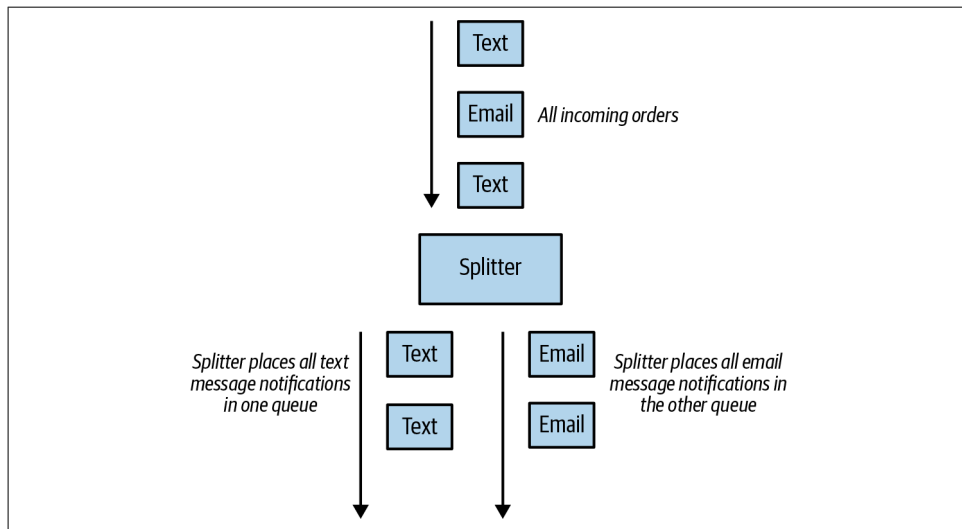 Text
Email
All incoming orders
Text
Splitter
Splitter places all text
message notifications
in one queue
Text
Text
Email
Email
Splitter places all email
message notifications in
the other queue